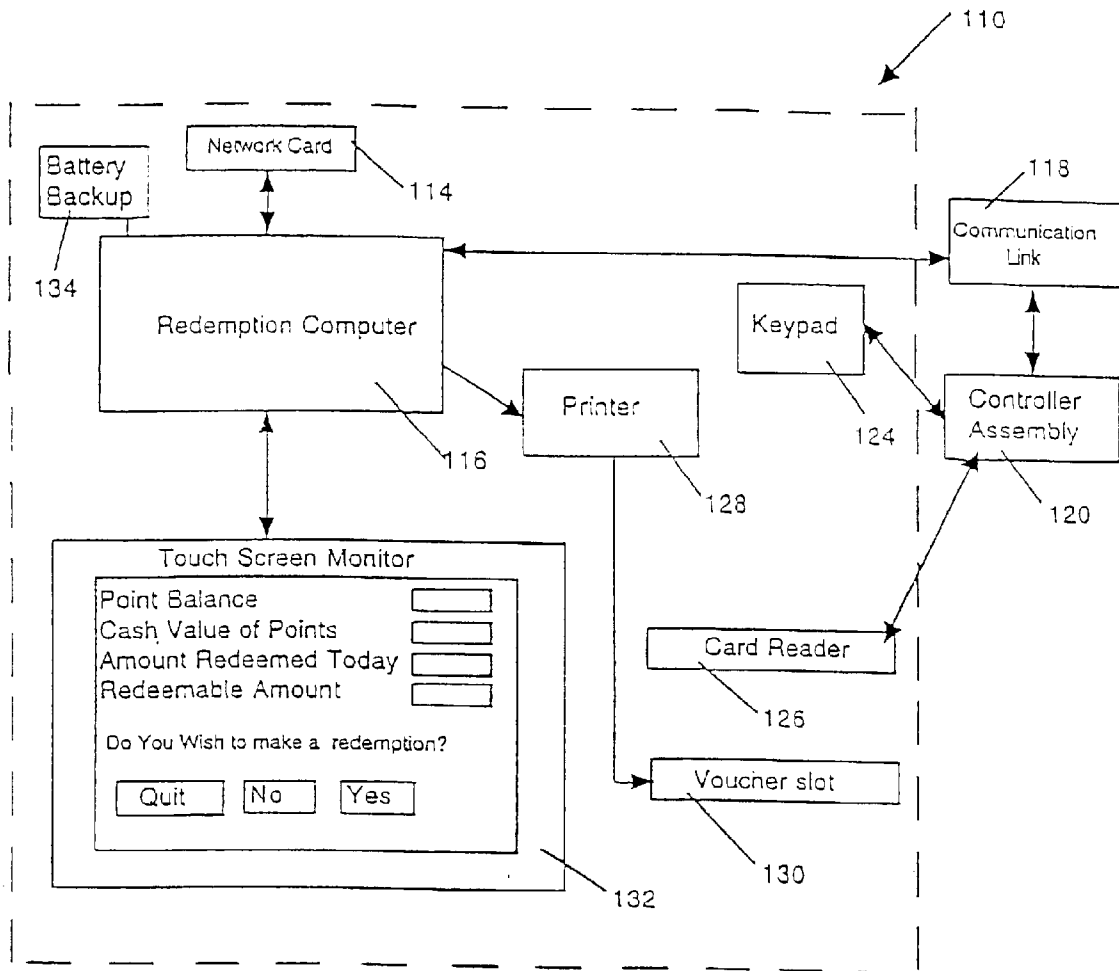 110
Network Card
Battery
Backup
114
118
134
Communication
Link
Redemption Computer
Keypad
Controller
Assembly
Printer
124
116
128
120
Touch Screen Monitor
Point Balance
Cash Value of Points
Amount Redeemed Today
Redeemable Amount
Card Reader
126
Do You Wish to make a redemption?
Quit No Yes
Voucher slot
130
132